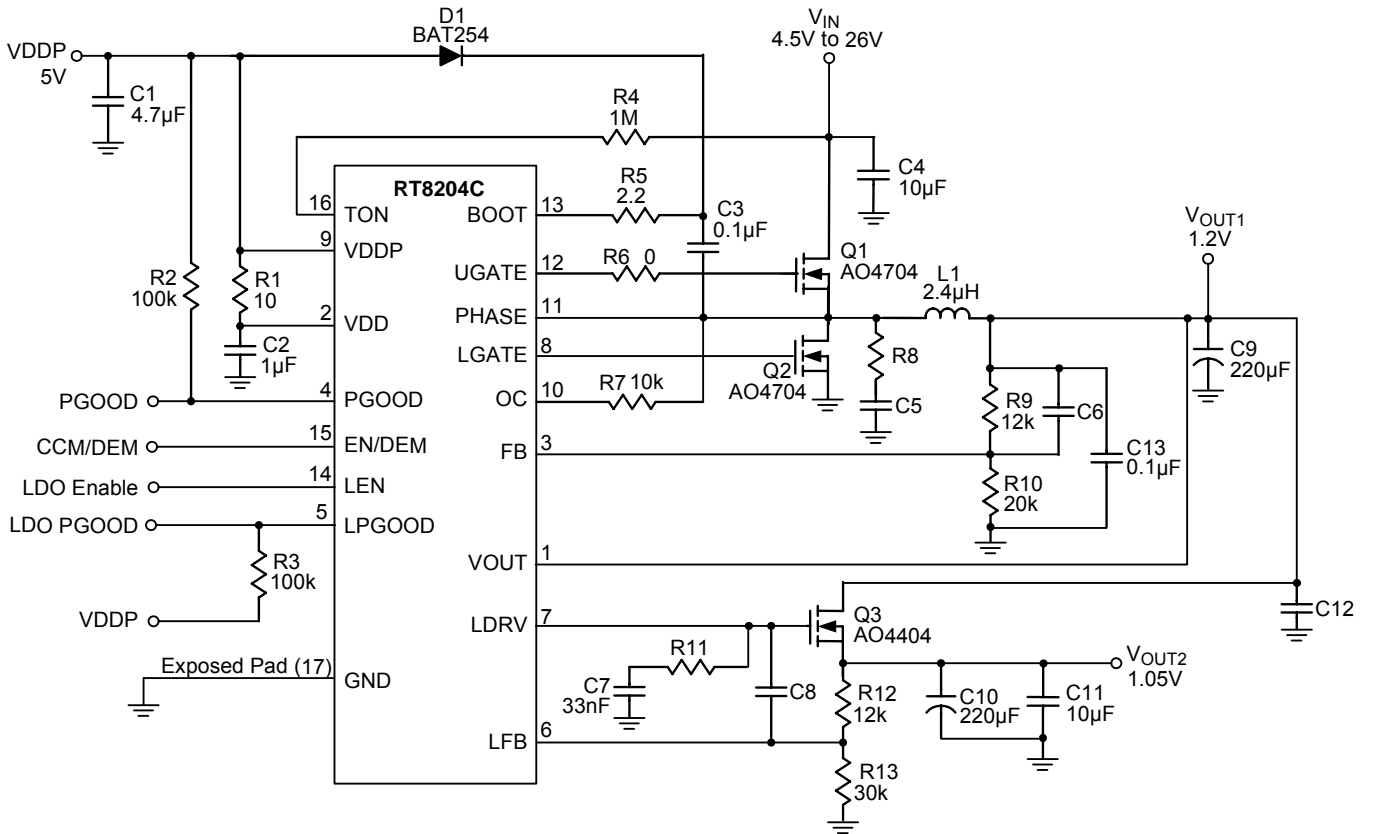 D1
BAT254
VIN
4.5V to 26V
VDDP
5V
C1
4.7µF
R4
1M
C4
10µF
RT8204C
R5
2.2
C3
0.1µF
16
TON
BOOT
13
9
VDDP
VOUT1
1.2V
R2
100k
R1
10
UGATE
12
R6 0
Q1
AO4704
L1
2.4µH
2
VDD
PHASE
11
C2
1µF
LGATE
8
Q2
AO4704
R8
C9
220µF
PGOOD
4
PGOOD
OC
10
R7 10k
C5
R9
12k
C6
CCM/DEM
15
EN/DEM
FB
3
C13
0.1µF
LDO Enable
14
LEN
R10
20k
LDO PGOOD
5
LPGOOD
R3
100k
VOUT
1
VDDP
LDRV
7
Q3
AO4404
C12
Exposed Pad (17)
GND
R11
VOUT2
1.05V
C7
33nF
C8
R12
12k
C10
220µF
C11
10µF
LFB
6
R13
30k